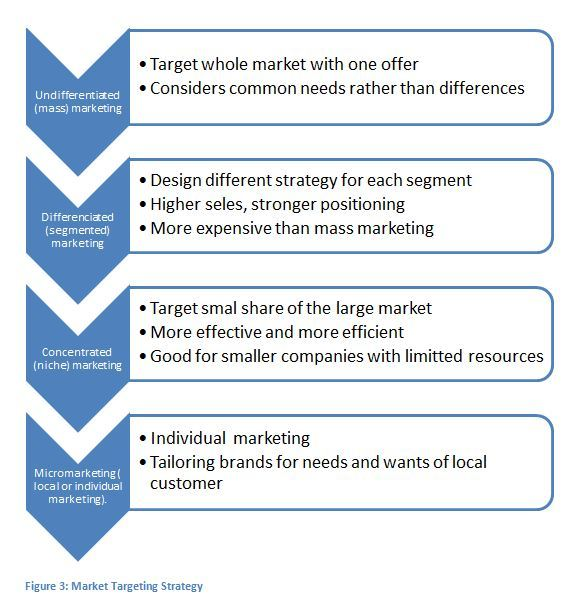 Undifferentiated
(mass) marketing
• Target whole market with one offer
• Considers common needs rather than differences
Differenciated
(segmented)
marketing
• Design different strategy for each segment
• Higher seles, stronger positioning
• More expensive than mass marketing
Concentrated
(niche) marketing
• Target smal share of the large market
• More effective and more efficient
• Good for smaller companies with limitted resources
Micromarketing (
local or individual
marketing).
• Individual marketing
• Tailoring brands for needs and wants of local
customer
Figure 3: Market Targeting Strategy